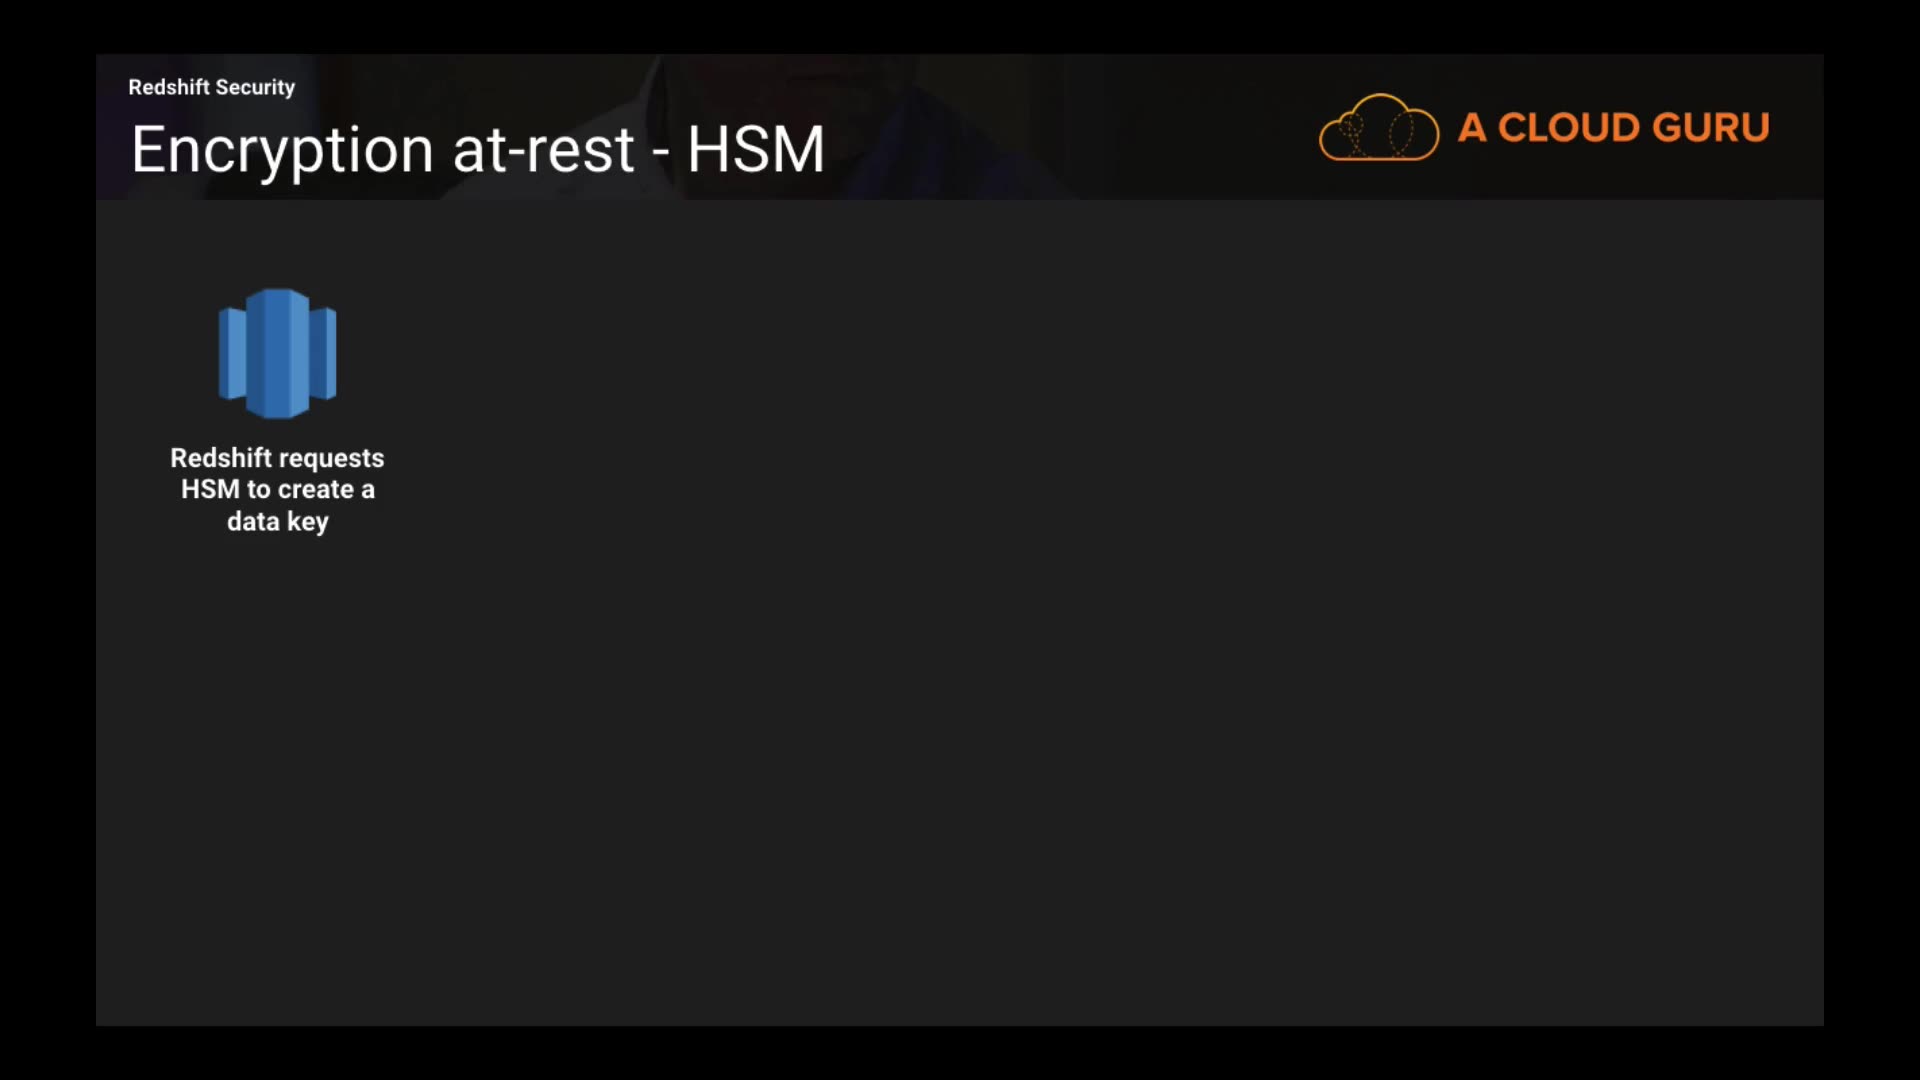 Redshift Security
Encryption at-rest - HSM
A CLOUD GURU
Redshift requests
HSM to create a
data key